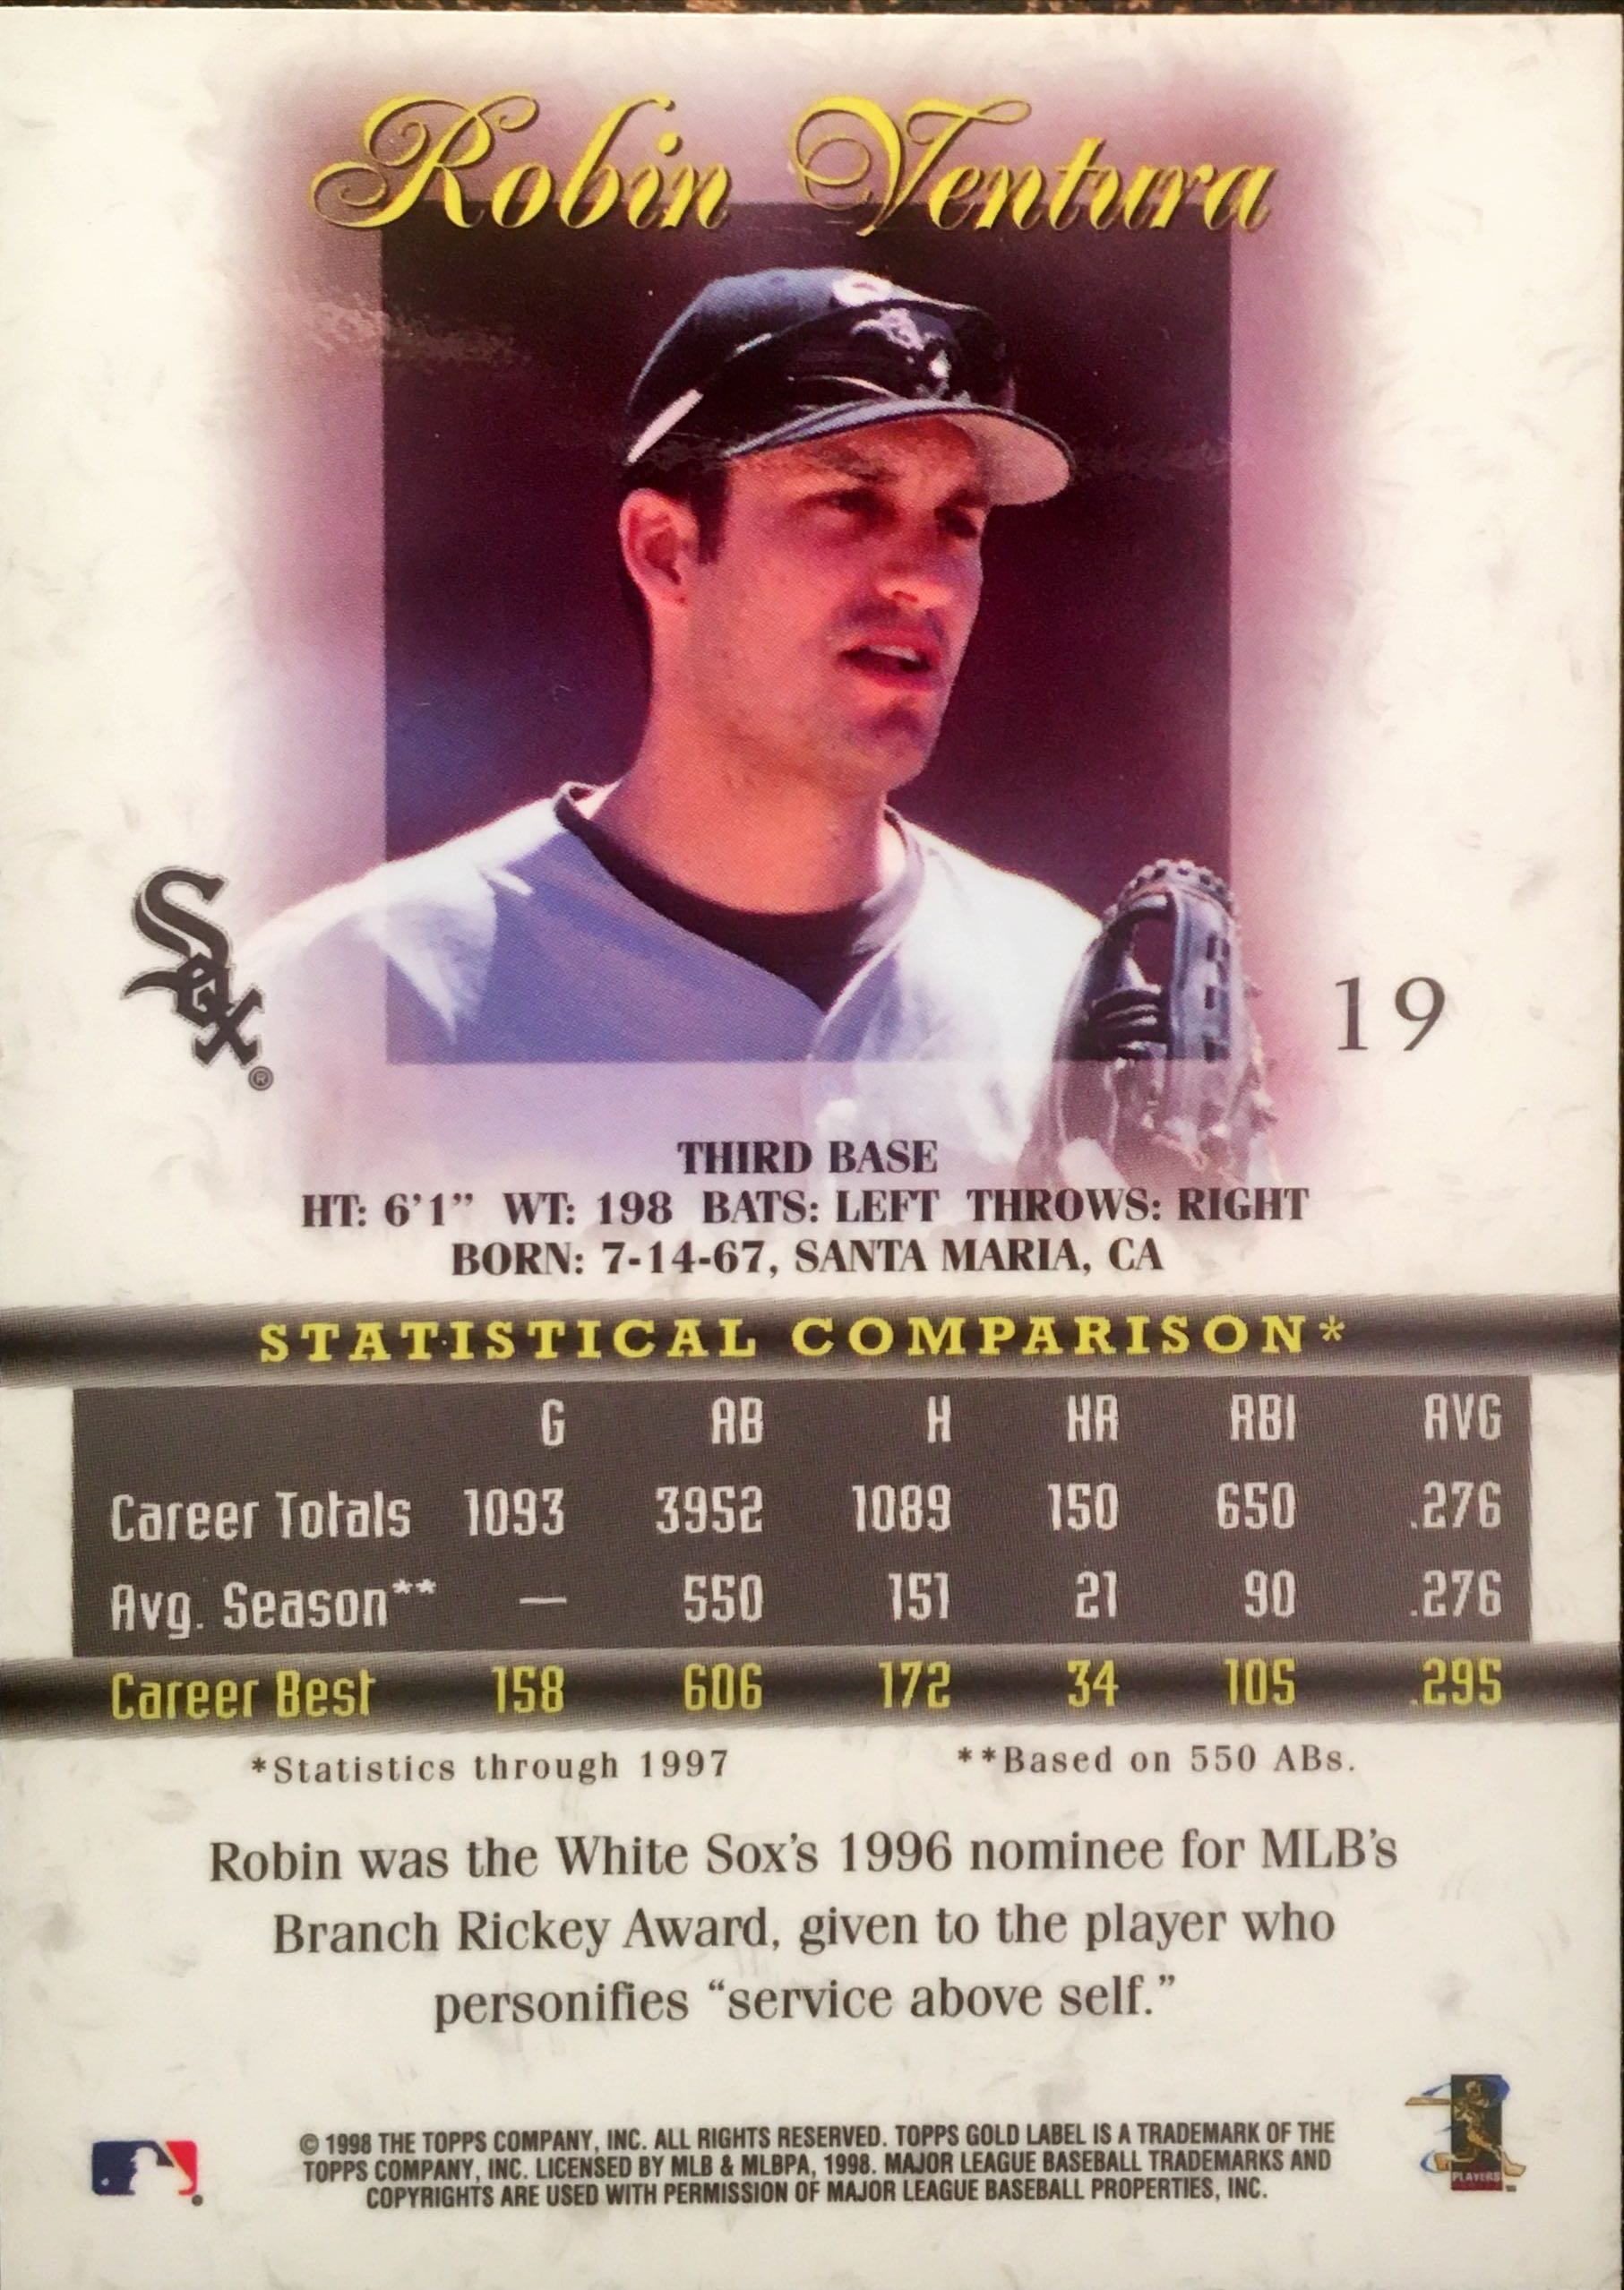 Robin Ventura
Sox
®
19
THIRD BASE
HT: 6'1” WT: 198 BATS: LEFT THROWS: RIGHT
BORN: 7-14-67, SANTA MARIA, CA
STATISTICAL COMPARISON*
G AB H HR RBI AVG
Career Totals 1093 3952 1089 150 650 .276
Avg. Season** — 550 151 21 90 .276
Career Best 158 606 172 34 105 .295
*Statistics through 1997 **Based on 550 ABs.
Robin was the White Sox’s 1996 nominee for MLB’s
Branch Rickey Award, given to the player who
personifies “service above self.”
© 1998 THE TOPPS COMPANY, INC. ALL RIGHTS RESERVED. TOPPS GOLD LABEL IS A TRADEMARK OF THE
TOPPS COMPANY, INC. LICENSED BY MLB & MLBPA, 1998. MAJOR LEAGUE BASEBALL TRADEMARKS AND
COPYRIGHTS ARE USED WITH PERMISSION OF MAJOR LEAGUE BASEBALL PROPERTIES, INC.
PLAYERS